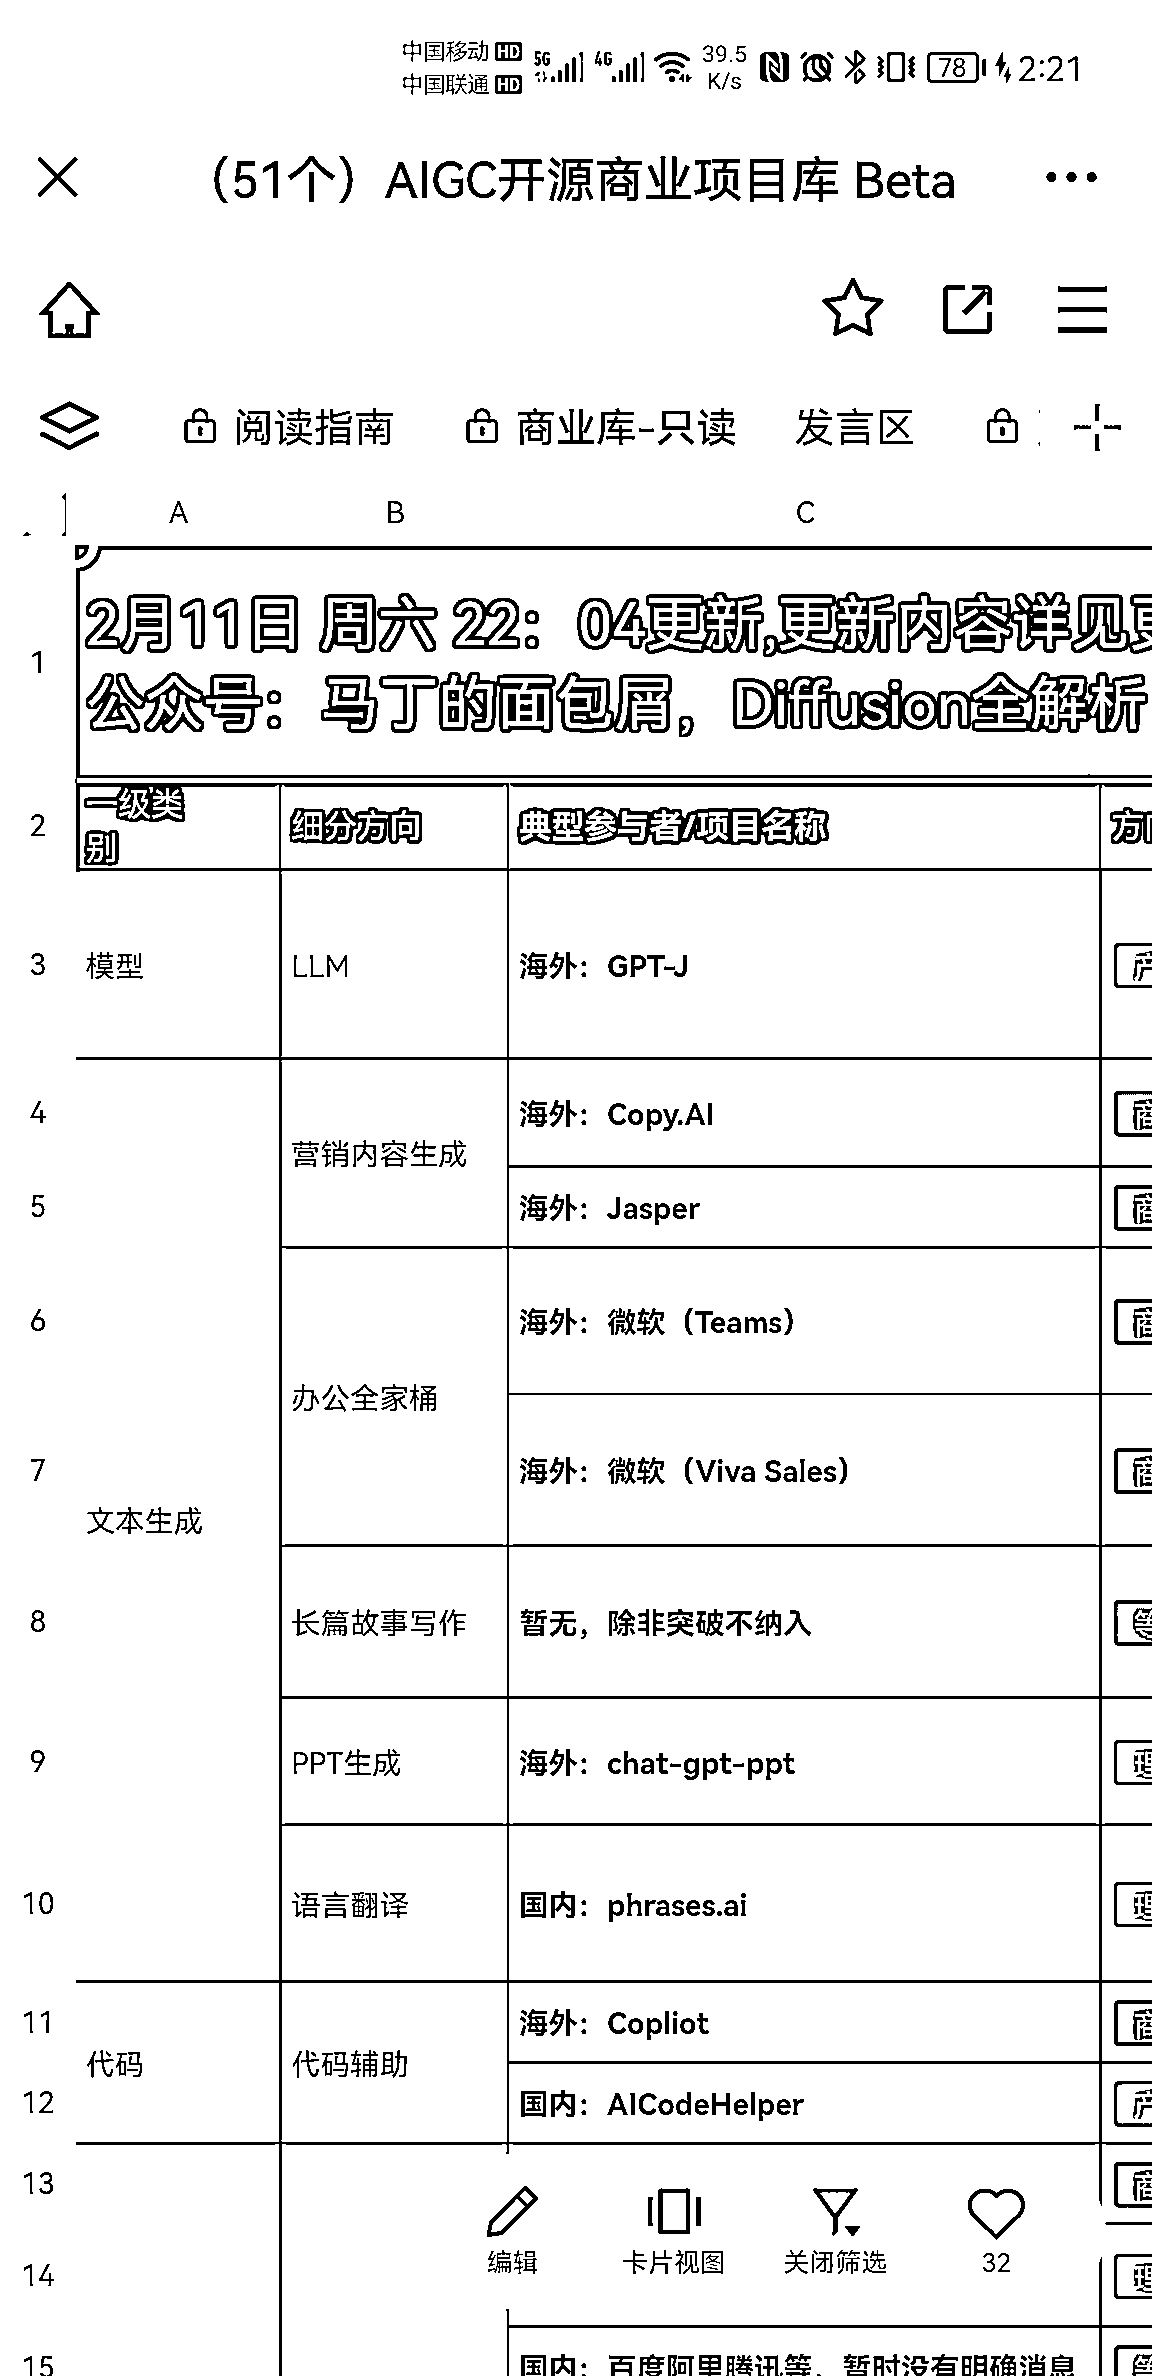 中国移动 HD 5G 4G 39.5 K/s 78 2:21
中国联通 HD
（51个）AIGC开源商业项目库 Beta
阅读指南 商业库-只读 发言区
A B C
1 2月11日 周六 22：04更新,更新内容详见更
公众号：马丁的面包屑，Diffusion全解析
2 一级类别 细分方向 典型参与者/项目名称 方向
3 模型 LLM 海外：GPT-J
4 营销内容生成 海外：Copy.AI
5 海外：Jasper
6 办公全家桶 海外：微软（Teams）
7 文本生成 海外：微软（Viva Sales）
8 长篇故事写作 暂无，除非突破不纳入
9 PPT生成 海外：chat-gpt-ppt
10 语言翻译 国内：phrases.ai
11 代码 代码辅助 海外：Copliot
12 国内：AICodeHelper
13
编辑 卡片视图 关闭筛选 32
14
15 国内：百度阿里腾讯等，暂时没有明确消息